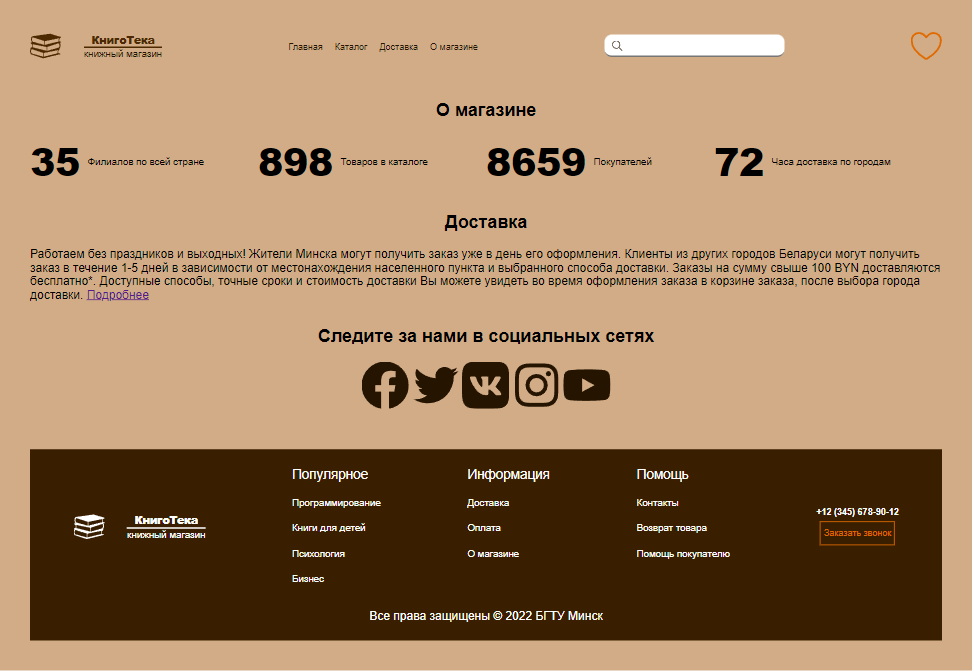 КнигоТека
книжный магазин
Главная Каталог Доставка О магазине
О магазине
35 Филиалов по всей стране 898 Товаров в каталоге 8659 Покупателей 72 Часа доставка по городам
Доставка
Работаем без праздников и выходных! Жители Минска могут получить заказ уже в день его оформления. Клиенты из других городов Беларуси могут получить
заказ в течение 1-5 дней в зависимости от местонахождения населенного пункта и выбранного способа доставки. Заказы на сумму свыше 100 BYN доставляются
бесплатно*. Доступные способы, точные сроки и стоимость доставки Вы можете увидеть во время оформления заказа в корзине заказа, после выбора города
доставки. Подробнее
Следите за нами в социальных сетях
КнигоТека
книжный магазин
Популярное
Программирование
Книги для детей
Психология
Бизнес
Информация
Доставка
Оплата
О магазине
Помощь
Контакты
Возврат товара
Помощь покупателю
+12 (345) 678-90-12
Заказать звонок
Все права защищены © 2022 БГТУ Минск